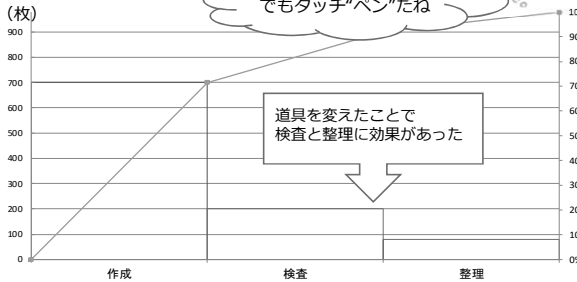 (枚)
でもタッチ“ペン”だね
900
800
700
600
500
400
300
200
100
0
道具を変えたことで
検査と整理に効果があった
作成
検査
整理
0%